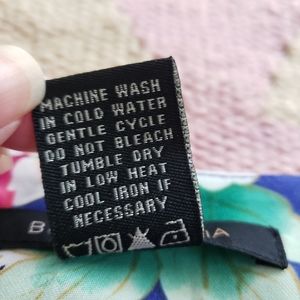 MACHINE WASH
IN COLD WATER
GENTLE CYCLE
DO NOT BLEACH
TUMBLE DRY
IN LOW HEAT
COOL IRON IF
NECESSARY